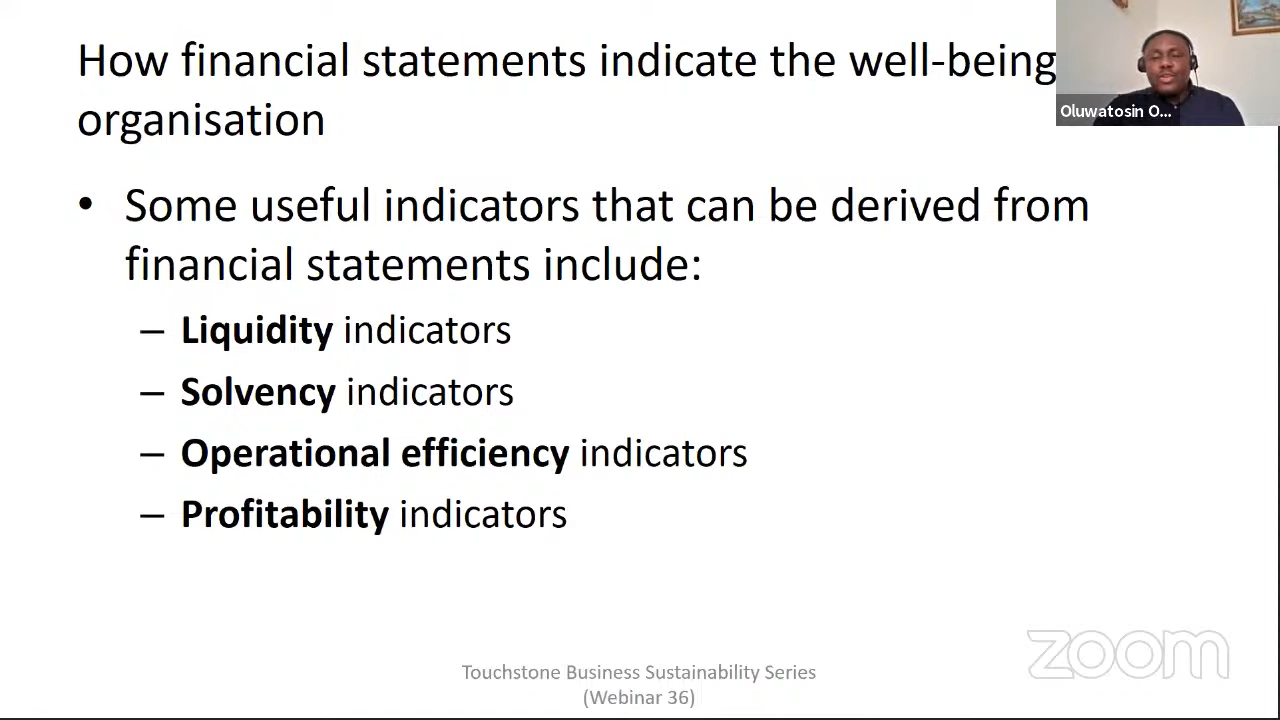 How financial statements indicate the well-being
organisation
Oluwatosin O...
• Some useful indicators that can be derived from
financial statements include:
– Liquidity indicators
– Solvency indicators
– Operational efficiency indicators
– Profitability indicators
Touchstone Business Sustainability Series
(Webinar 36)
zoom